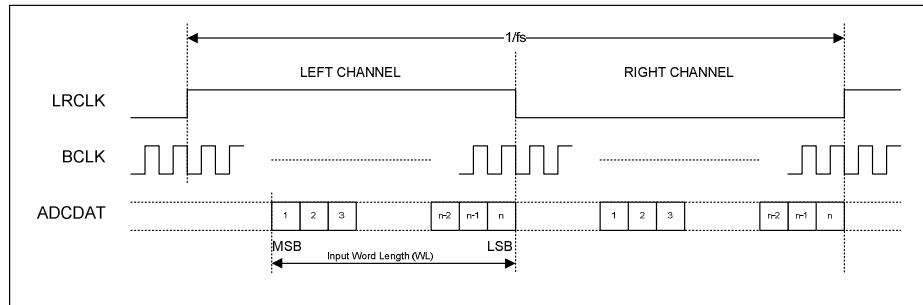 1/fs
LEFT CHANNEL RIGHT CHANNEL
LRCLK
BCLK
ADCDAT
1 2 3 n-2 n-1 n 1 2 3 n-2 n-1 n
MSB LSB
Input Word Length (WL)